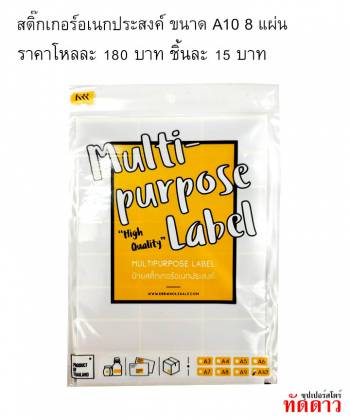 สติ๊กเกอร์อเนกประสงค์ ขนาด A10 8 แผ่น
ราคาโหลละ 180 บาท ชิ้นละ 15 บาท
Multi-
purpose
"High
Quality"
Label
MULTIPURPOSE LABEL
ป้ายสติ๊กเกอร์อเนกประสงค์
PRODUCT
IN
THAILAND
A3 A4 A5 A6
A7 A8 A9 A10
ซุปเปอร์สโตร์
ทัดดาว